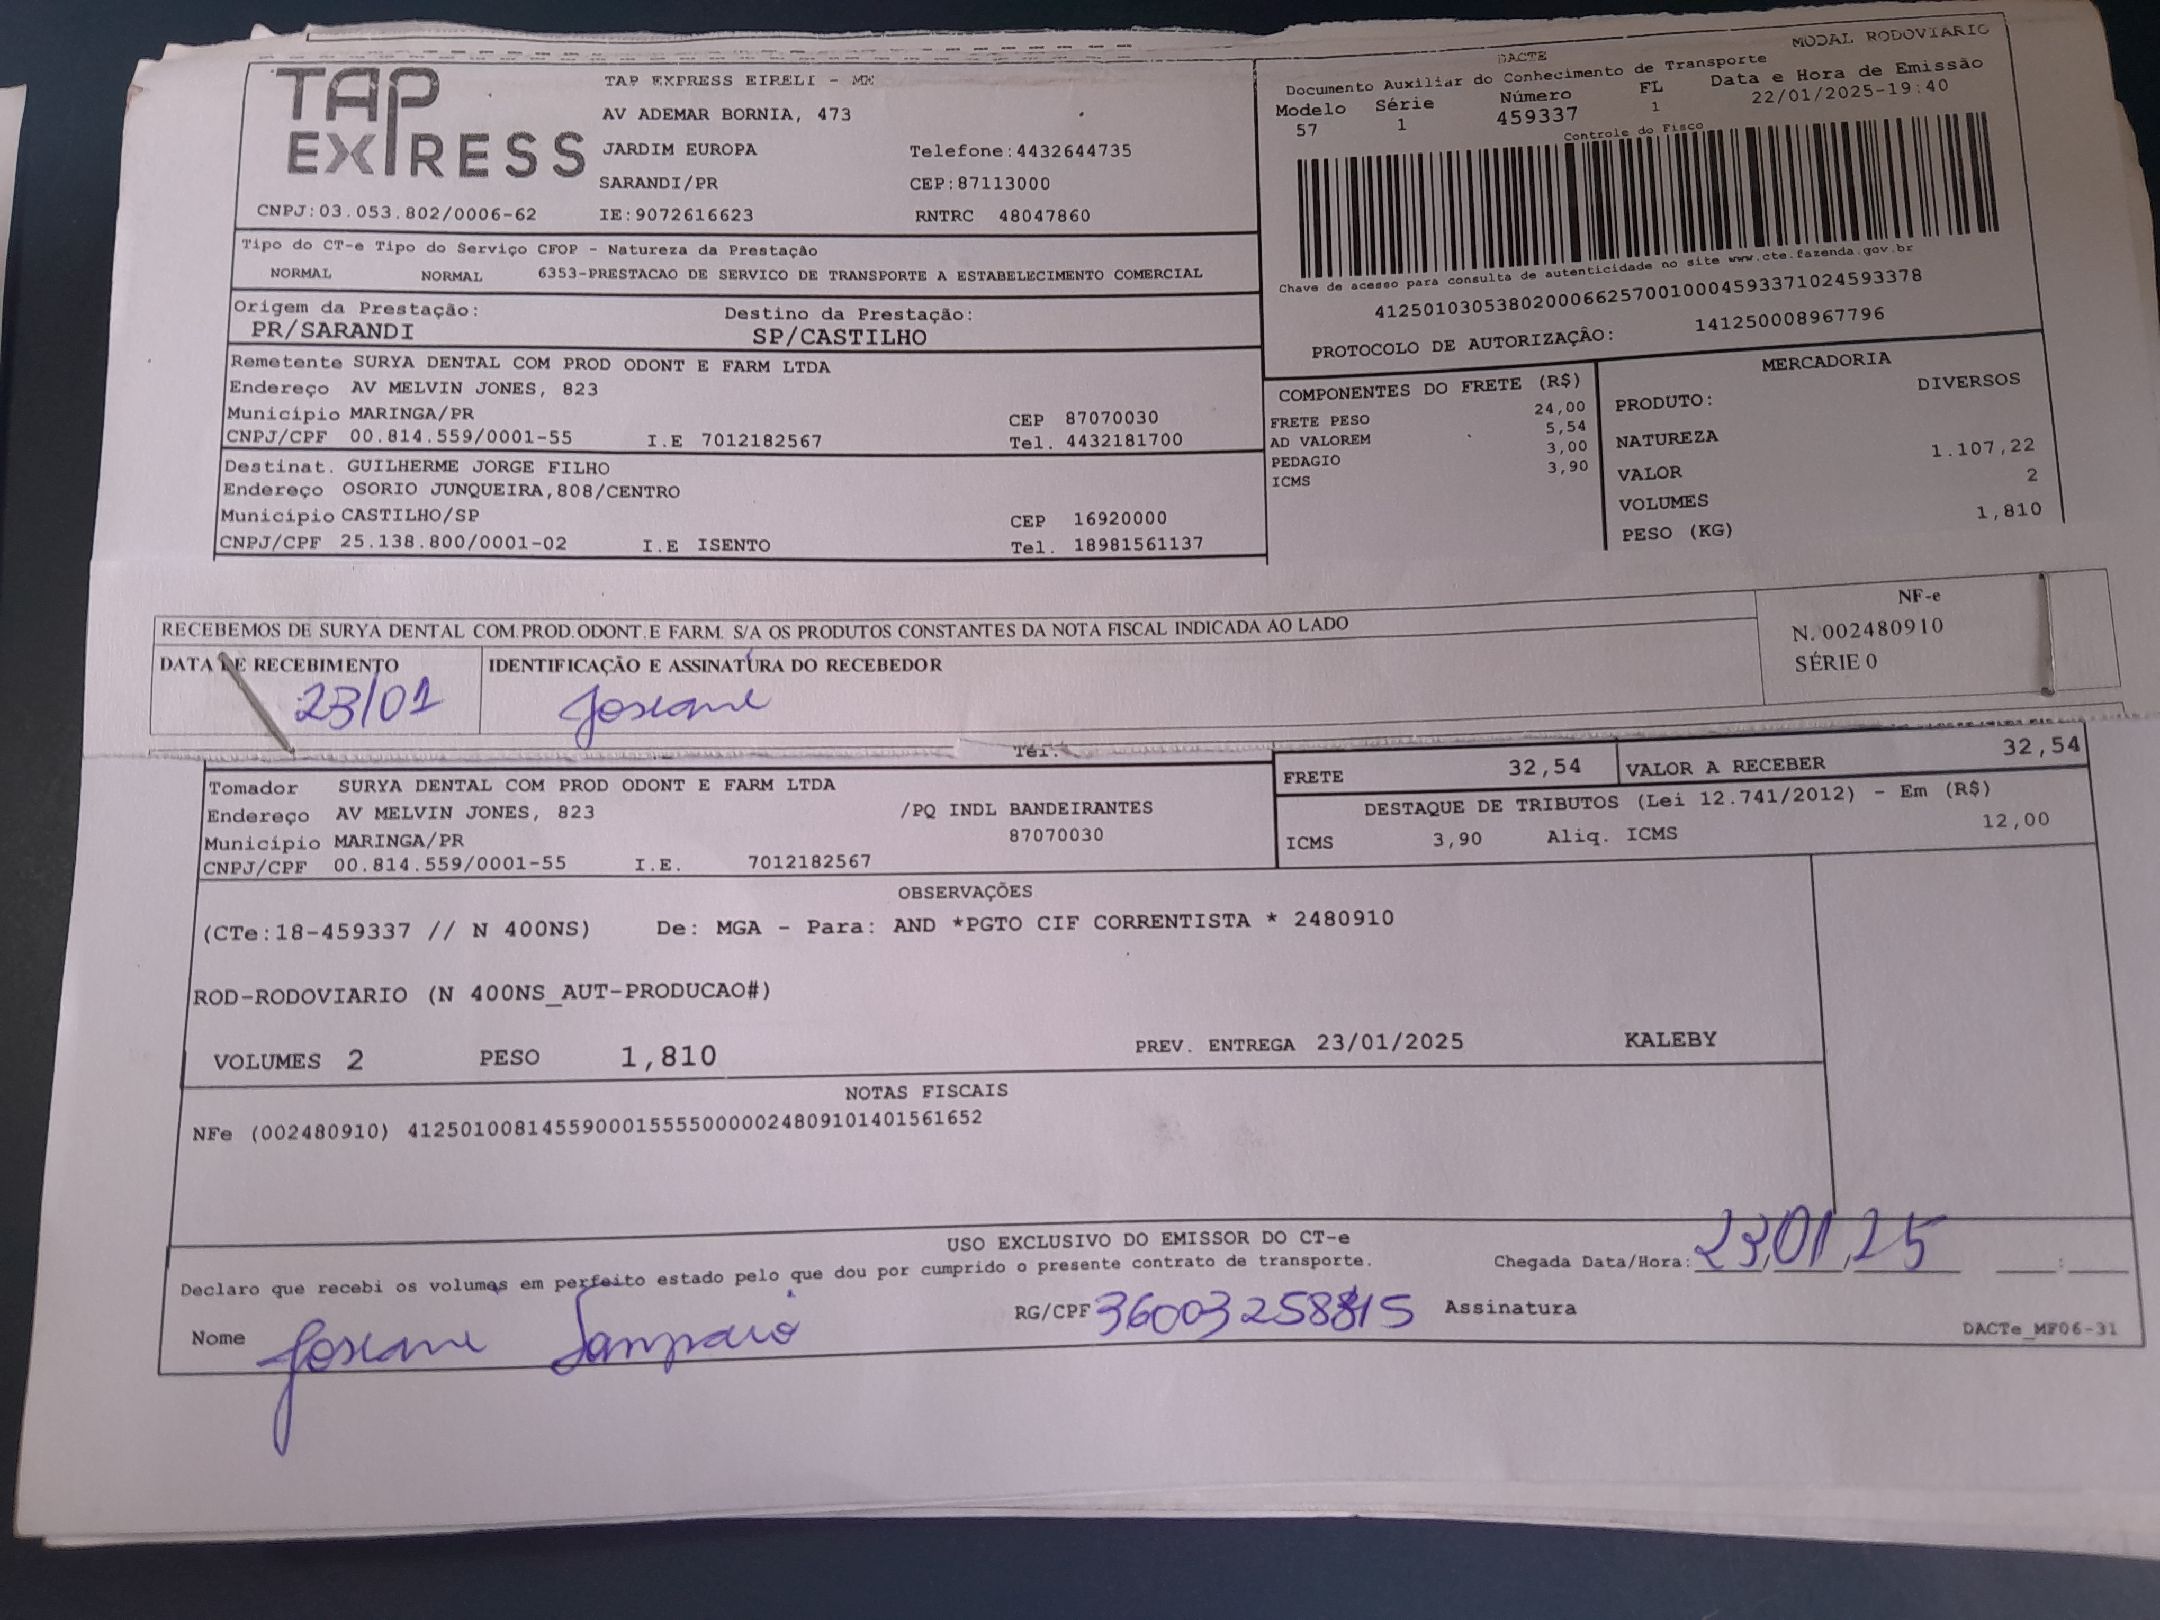 TAP EXPRESS
TAP EXPRESS EIRELI - ME
AV ADEMAR BORNIA, 473
JARDIM EUROPA Telefone:4432644735
SARANDI/PR CEP:87113000
CNPJ:03.053.802/0006-62 IE:9072616623 RNTRC 48047860
DACTE MODAL RODOVIARIO
Documento Auxiliar do Conhecimento de Transporte
Modelo Série Número FL Data e Hora de Emissão
57 1 459337 1 22/01/2025-19:40
Controle do Fisco
Chave de acesso para consulta de autenticidade no site www.cte.fazenda.gov.br
41250103053802000662570010004593371024593378
PROTOCOLO DE AUTORIZAÇÃO: 141250008967796
Tipo do CT-e Tipo do Serviço CFOP - Natureza da Prestação
NORMAL NORMAL 6353-PRESTACAO DE SERVICO DE TRANSPORTE A ESTABELECIMENTO COMERCIAL
Origem da Prestação: Destino da Prestação:
PR/SARANDI SP/CASTILHO
Remetente SURYA DENTAL COM PROD ODONT E FARM LTDA
Endereço AV MELVIN JONES, 823
Município MARINGA/PR CEP 87070030
CNPJ/CPF 00.814.559/0001-55 I.E 7012182567 Tel. 4432181700
Destinat. GUILHERME JORGE FILHO
Endereço OSORIO JUNQUEIRA,808/CENTRO
Município CASTILHO/SP CEP 16920000
CNPJ/CPF 25.138.800/0001-02 I.E ISENTO Tel. 18981561137
COMPONENTES DO FRETE (R$)
FRETE PESO 24,00
AD VALOREM 5,54
PEDAGIO 3,00
ICMS 3,90
MERCADORIA
PRODUTO: DIVERSOS
NATUREZA
VALOR 1.107,22
VOLUMES 2
PESO (KG) 1,810
RECEBEMOS DE SURYA DENTAL COM.PROD.ODONT.E FARM. S/A OS PRODUTOS CONSTANTES DA NOTA FISCAL INDICADA AO LADO
DATA DE RECEBIMENTO IDENTIFICAÇÃO E ASSINATURA DO RECEBEDOR
23/01 Joseane
NF-e
N. 002480910
SÉRIE 0
Tel.
Tomador SURYA DENTAL COM PROD ODONT E FARM LTDA
Endereço AV MELVIN JONES, 823 /PQ INDL BANDEIRANTES
Município MARINGA/PR 87070030
CNPJ/CPF 00.814.559/0001-55 I.E. 7012182567
FRETE 32,54 VALOR A RECEBER 32,54
DESTAQUE DE TRIBUTOS (Lei 12.741/2012) - Em (R$)
ICMS 3,90 Aliq. ICMS 12,00
OBSERVAÇÕES
(CTe:18-459337 // N 400NS) De: MGA - Para: AND *PGTO CIF CORRENTISTA * 2480910
ROD-RODOVIARIO (N 400NS_AUT-PRODUCAO#)
VOLUMES 2 PESO 1,810 PREV. ENTREGA 23/01/2025 KALEBY
NOTAS FISCAIS
NFe (002480910) 41250100814559000155550000024809101401561652
USO EXCLUSIVO DO EMISSOR DO CT-e
Declaro que recebi os volumes em perfeito estado pelo que dou por cumprido o presente contrato de transporte. Chegada Data/Hora: 23,01,25 :
Nome Joseane Sampaio RG/CPF Assinatura
DACTe_MF06-31